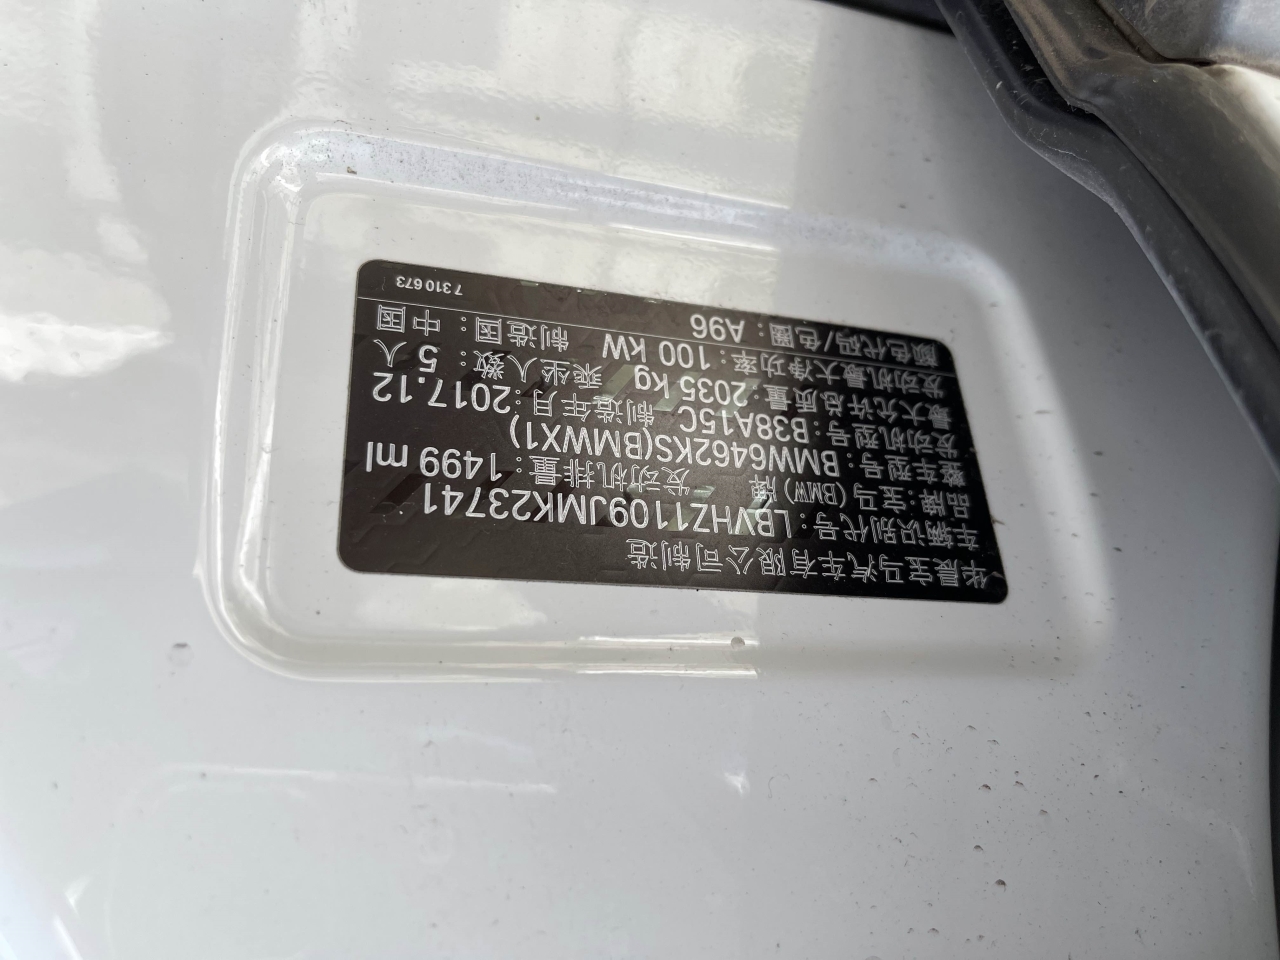 华晨宝马汽车有限公司制造
车辆识别代号：LBVHZ1109JMK23741
品牌：宝马（BMW）牌 发动机排量：1499 ml
整车型号：BMW6462KS(BMWX1)
发动机型号：B38A15C 制造年月：2017.12
最大允许总质量：2035 kg 乘坐人数：5 人
发动机最大净功率：100 kW 制造国：中国
颜色代码/色圈：A96
7310673